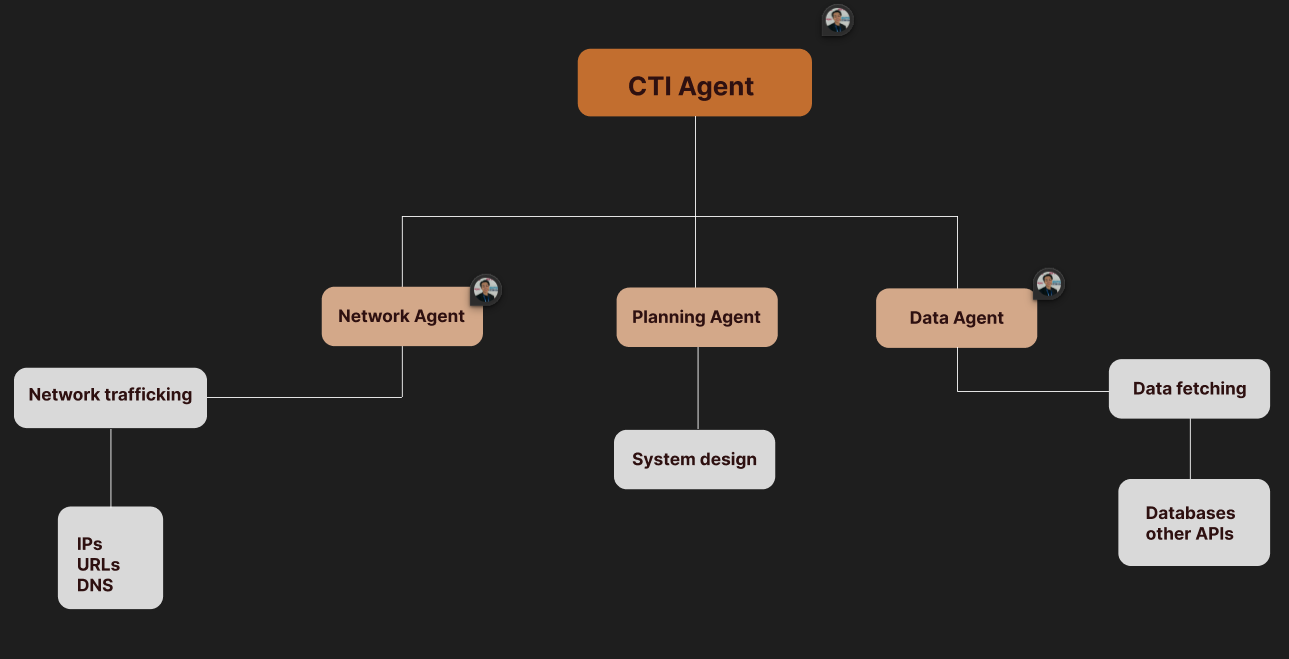 CTI Agent
Network Agent
Planning Agent
Data Agent
Network trafficking
Data fetching
System design
IPs
URLs
DNS
Databases
other APIs